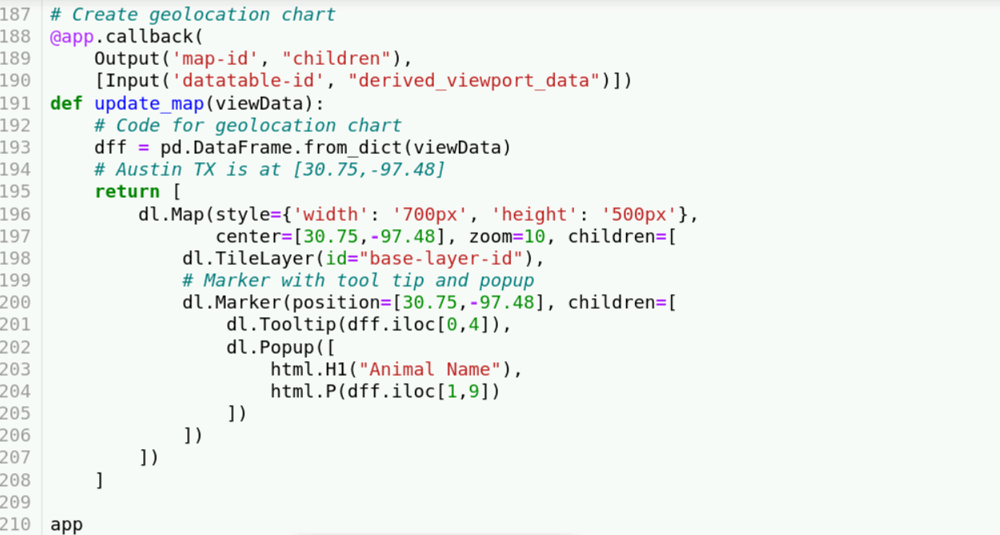 187 # Create geolocation chart
188 @app.callback(
189     Output('map-id', "children"),
190     [Input('datatable-id', "derived_viewport_data")])
191 def update_map(viewData):
192     # Code for geolocation chart
193     dff = pd.DataFrame.from_dict(viewData)
194     # Austin TX is at [30.75,-97.48]
195     return [
196         dl.Map(style={'width': '700px', 'height': '500px'},
197                center=[30.75,-97.48], zoom=10, children=[
198             dl.TileLayer(id="base-layer-id"),
199             # Marker with tool tip and popup
200             dl.Marker(position=[30.75,-97.48], children=[
201                 dl.Tooltip(dff.iloc[0,4]),
202                 dl.Popup([
203                     html.H1("Animal Name"),
204                     html.P(dff.iloc[1,9])
205                 ])
206             ])
207         ])
208     ]
209
210 app